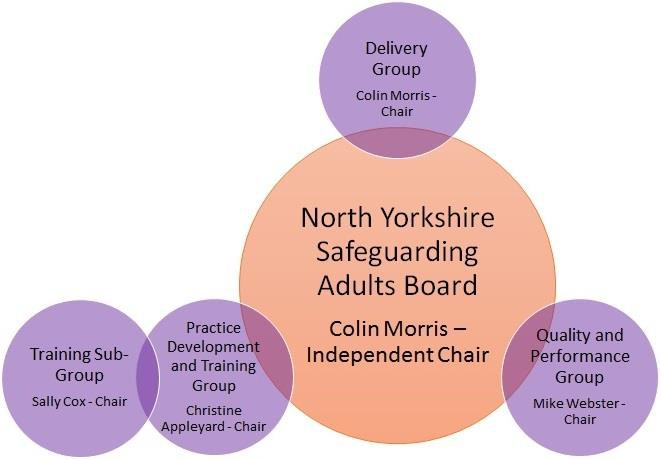 Delivery
Group
Colin Morris -
Chair
North Yorkshire
Safeguarding
Adults Board
Colin Morris –
Independent Chair
Training Sub-
Group
Sally Cox - Chair
Practice
Development
and Training
Group
Christine
Appleyard - Chair
Quality and
Performance
Group
Mike Webster -
Chair